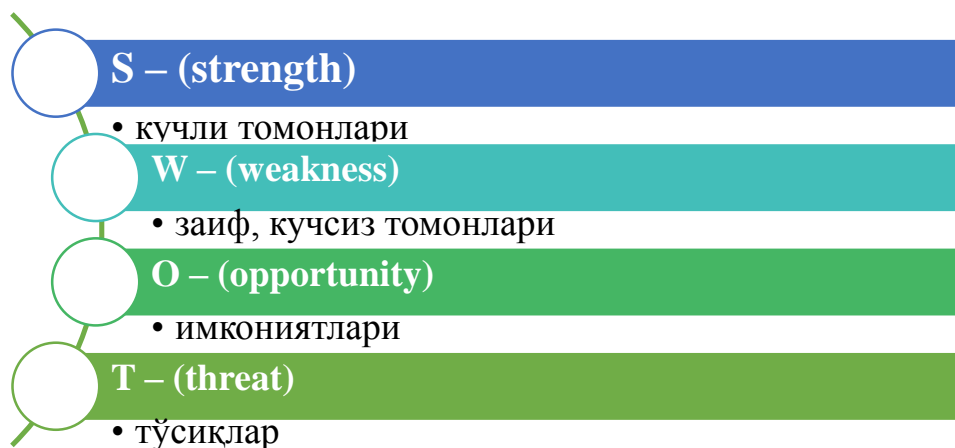 S – (strength)
• кучли томонлари
W – (weakness)
• заиф, кучсиз томонлари
O – (opportunity)
• имкониятлари
T – (threat)
• тўсиқлар